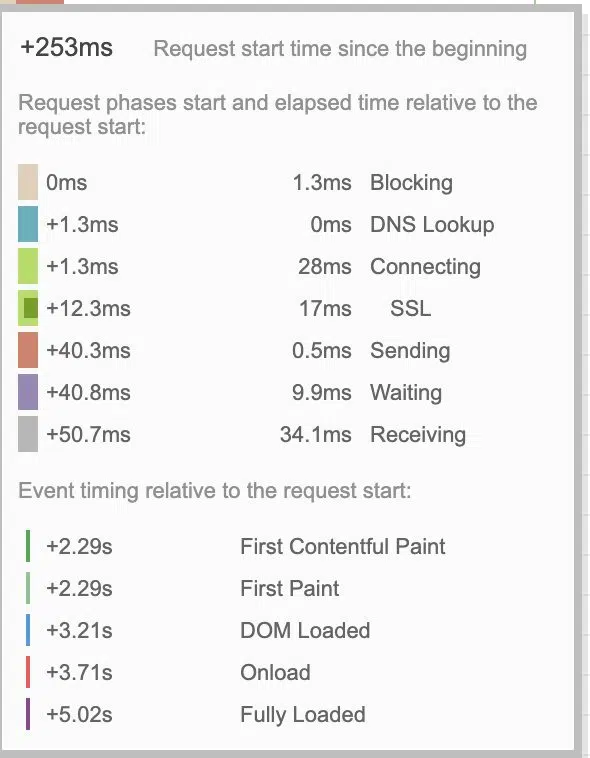 +253ms Request start time since the beginning
Request phases start and elapsed time relative to the
request start:
0ms 1.3ms Blocking
+1.3ms 0ms DNS Lookup
+1.3ms 28ms Connecting
+12.3ms 17ms SSL
+40.3ms 0.5ms Sending
+40.8ms 9.9ms Waiting
+50.7ms 34.1ms Receiving
Event timing relative to the request start:
+2.29s First Contentful Paint
+2.29s First Paint
+3.21s DOM Loaded
+3.71s Onload
+5.02s Fully Loaded